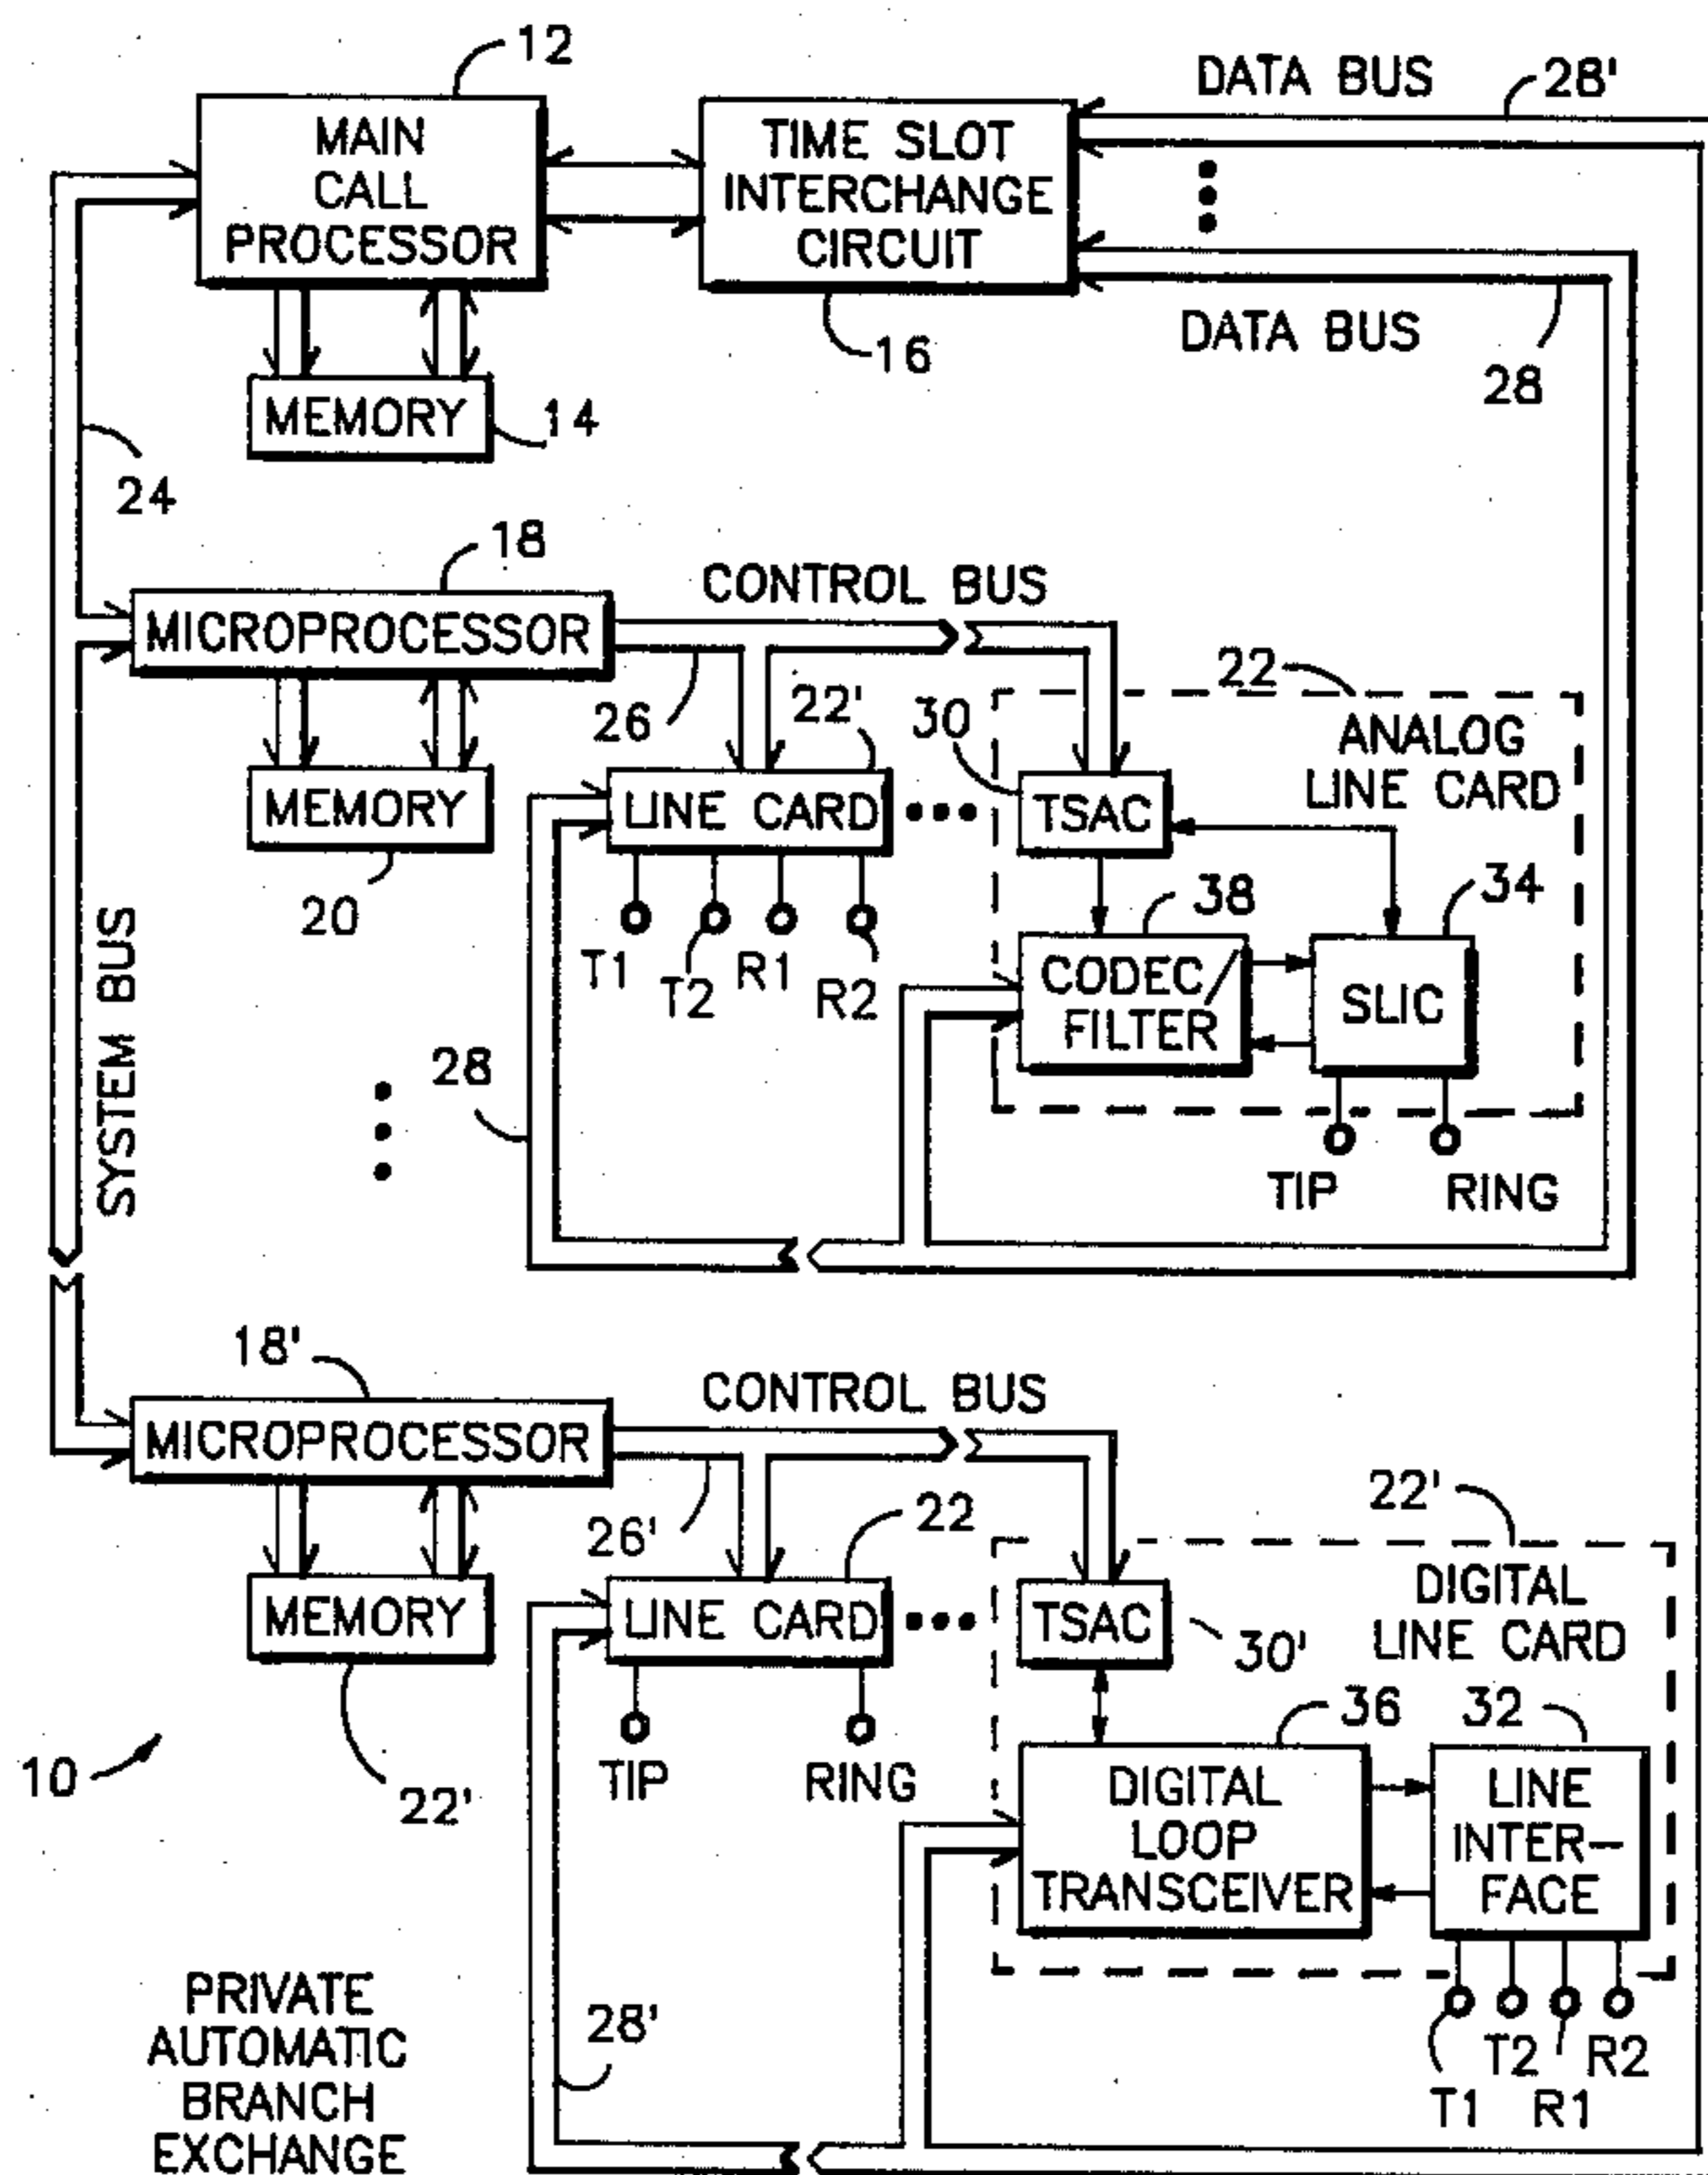 12
DATA BUS
28'
MAIN
CALL
PROCESSOR
TIME SLOT
INTERCHANGE
CIRCUIT
DATA BUS
16
28
MEMORY
14
24
18
CONTROL BUS
MICROPROCESSOR
26
22'
30
22
ANALOG
LINE CARD
MEMORY
LINE CARD
TSAC
20
T1
T2
R1
R2
38
34
CODEC/
FILTER
SLIC
SYSTEM BUS
28
TIP
RING
18'
CONTROL BUS
MICROPROCESSOR
26'
22
22'
DIGITAL
LINE CARD
MEMORY
LINE CARD
TSAC
30'
22'
TIP
RING
36
32
10
DIGITAL
LOOP
TRANSCEIVER
LINE
INTER-
FACE
28'
T1
T2
R1
R2
PRIVATE
AUTOMATIC
BRANCH
EXCHANGE